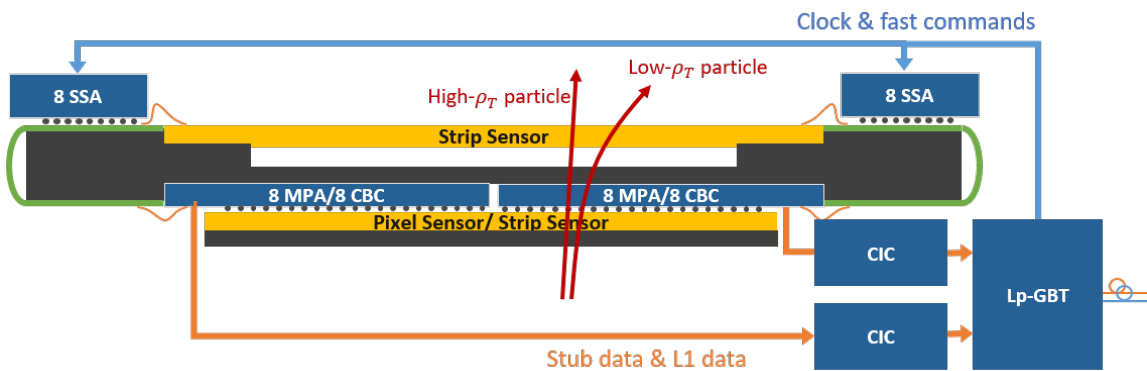 Clock & fast commands
8 SSA
High-ρT particle
Low-ρT particle
8 SSA
Strip Sensor
8 MPA/8 CBC
8 MPA/8 CBC
Pixel Sensor/ Strip Sensor
CIC
Lp-GBT
CIC
Stub data & L1 data